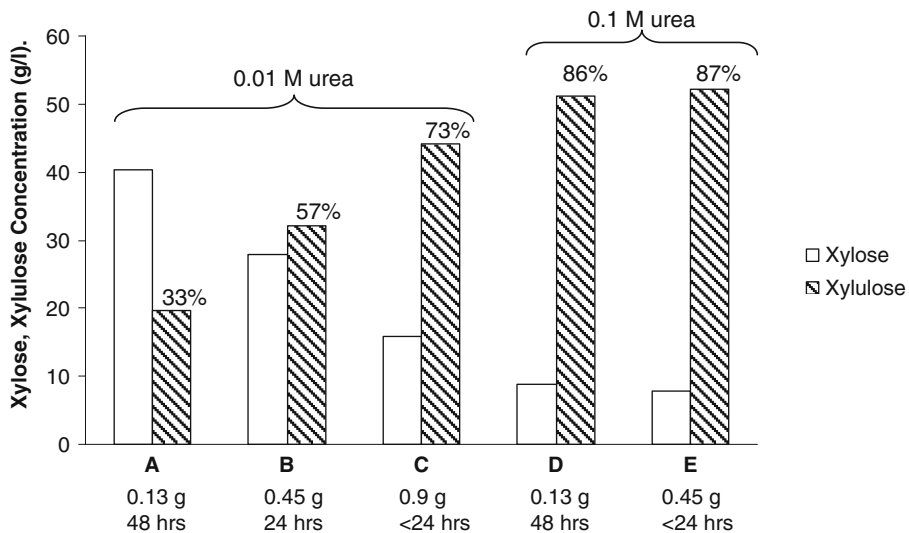 0.1 M urea
0.01 M urea
Xylose, Xylulose Concentration (g/l).
60
50
40
30
20
10
0
33%
57%
73%
86%
87%
Xylose
Xylulose
A B C D E
0.13 g 0.45 g 0.9 g 0.13 g 0.45 g
48 hrs 24 hrs <24 hrs 48 hrs <24 hrs